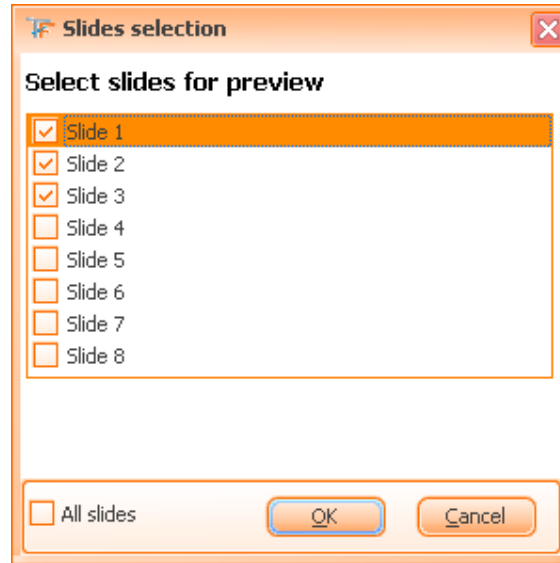 Slides selection
Select slides for preview
Slide 1
Slide 2
Slide 3
Slide 4
Slide 5
Slide 6
Slide 7
Slide 8
All slides OK Cancel